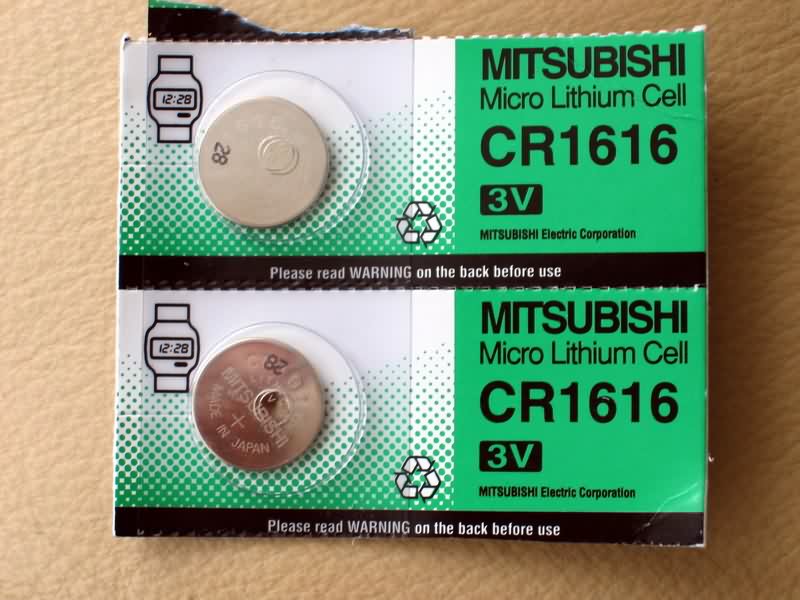 12:28
28
MITSUBISHI
Micro Lithium Cell
CR1616
3V
MITSUBISHI Electric Corporation
Please read WARNING on the back before use
12:28
28
MITSUBISHI
+
MADE IN JAPAN
MITSUBISHI
Micro Lithium Cell
CR1616
3V
MITSUBISHI Electric Corporation
Please read WARNING on the back before use